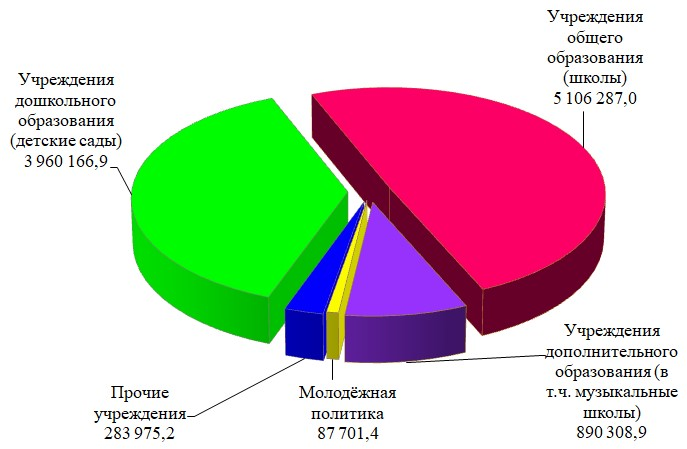 Учреждения
общего
образования
(школы)
5 106 287,0
Учреждения
дошкольного
образования
(детские сады)
3 960 166,9
Учреждения
дополнительного
образования (в
т.ч. музыкальные
школы)
890 308,9
Прочие
учреждения
283 975,2
Молодёжная
политика
87 701,4